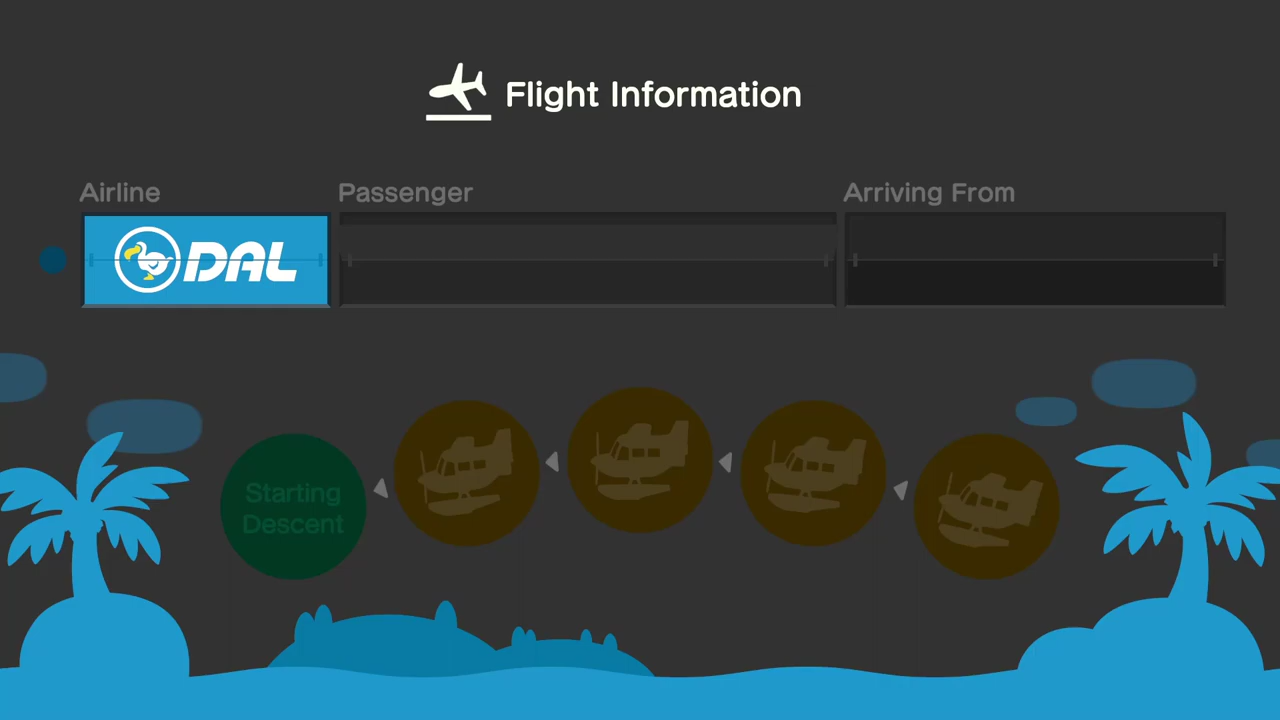 Flight Information
Airline
Passenger
Arriving From
DAL
Starting
Descent